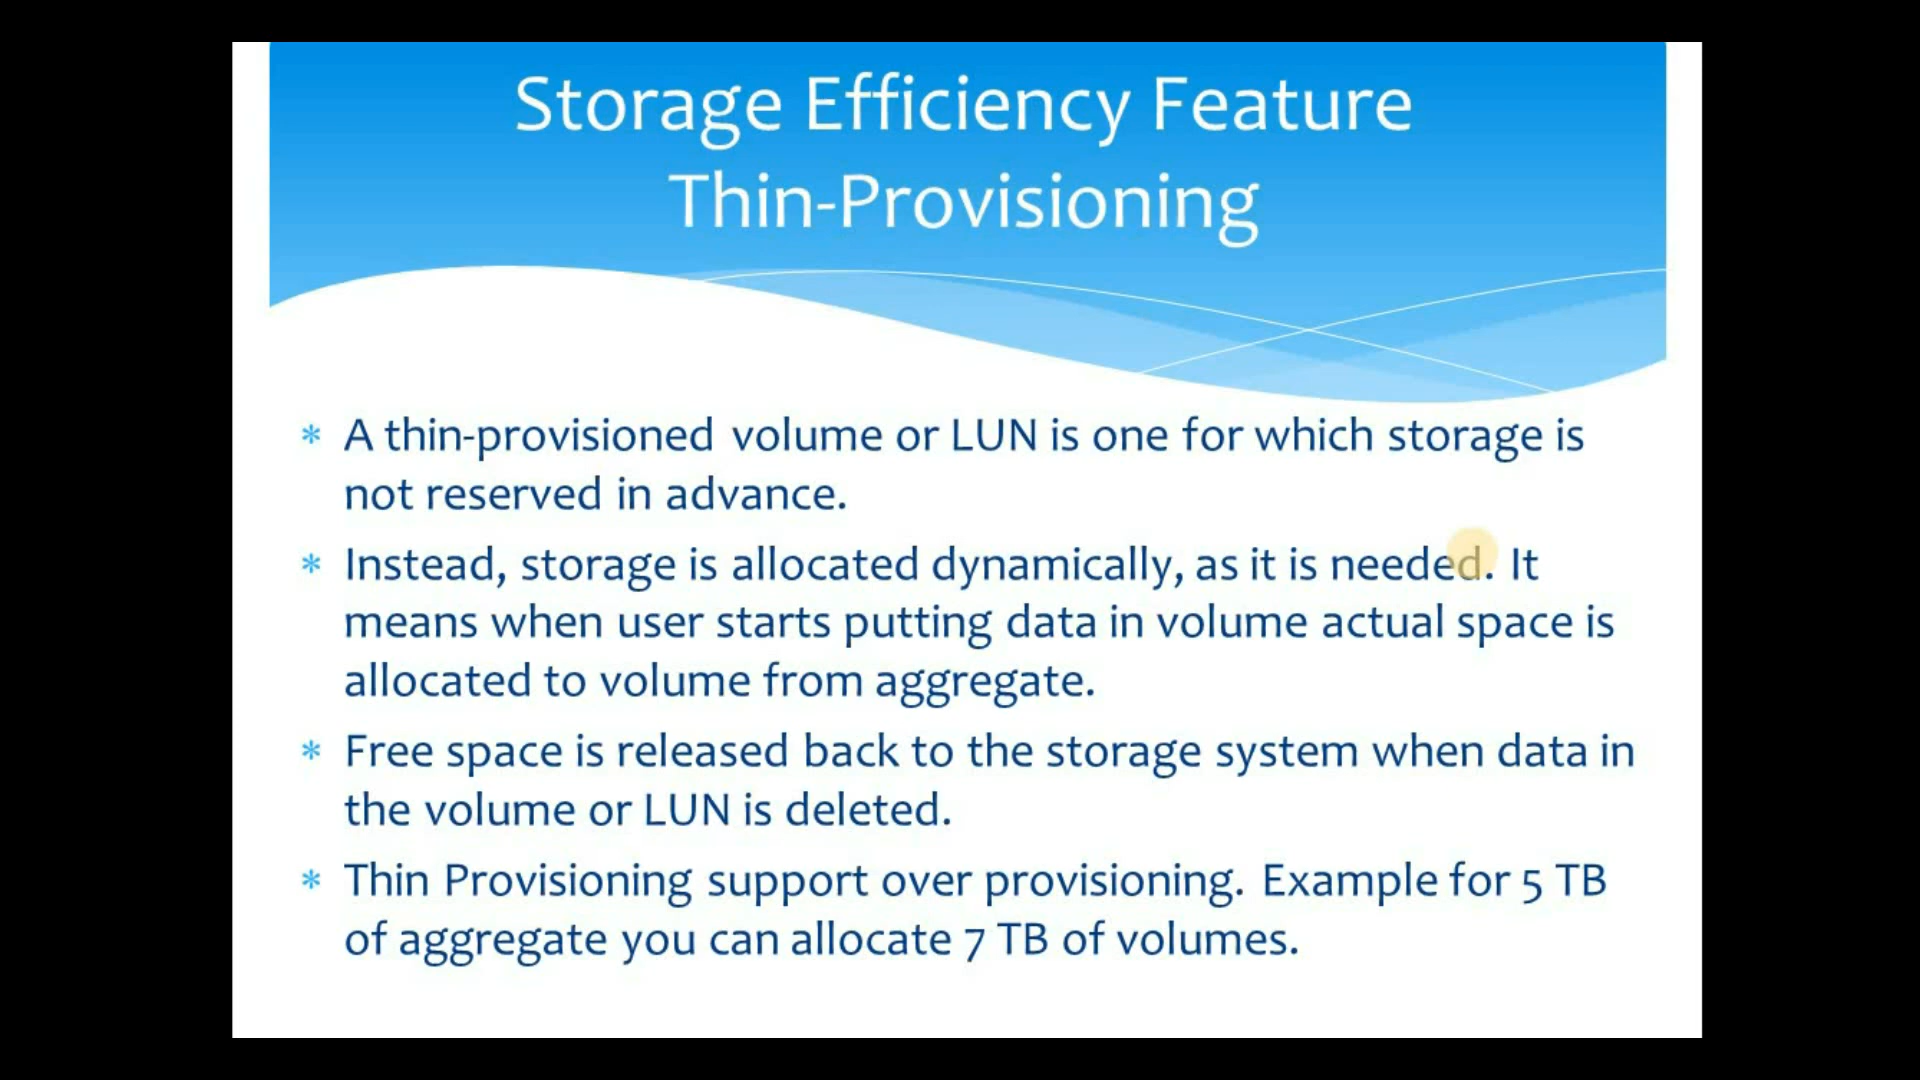 Storage Efficiency Feature
Thin-Provisioning
* A thin-provisioned volume or LUN is one for which storage is
not reserved in advance.
* Instead, storage is allocated dynamically, as it is needed. It
means when user starts putting data in volume actual space is
allocated to volume from aggregate.
* Free space is released back to the storage system when data in
the volume or LUN is deleted.
* Thin Provisioning support over provisioning. Example for 5 TB
of aggregate you can allocate 7 TB of volumes.